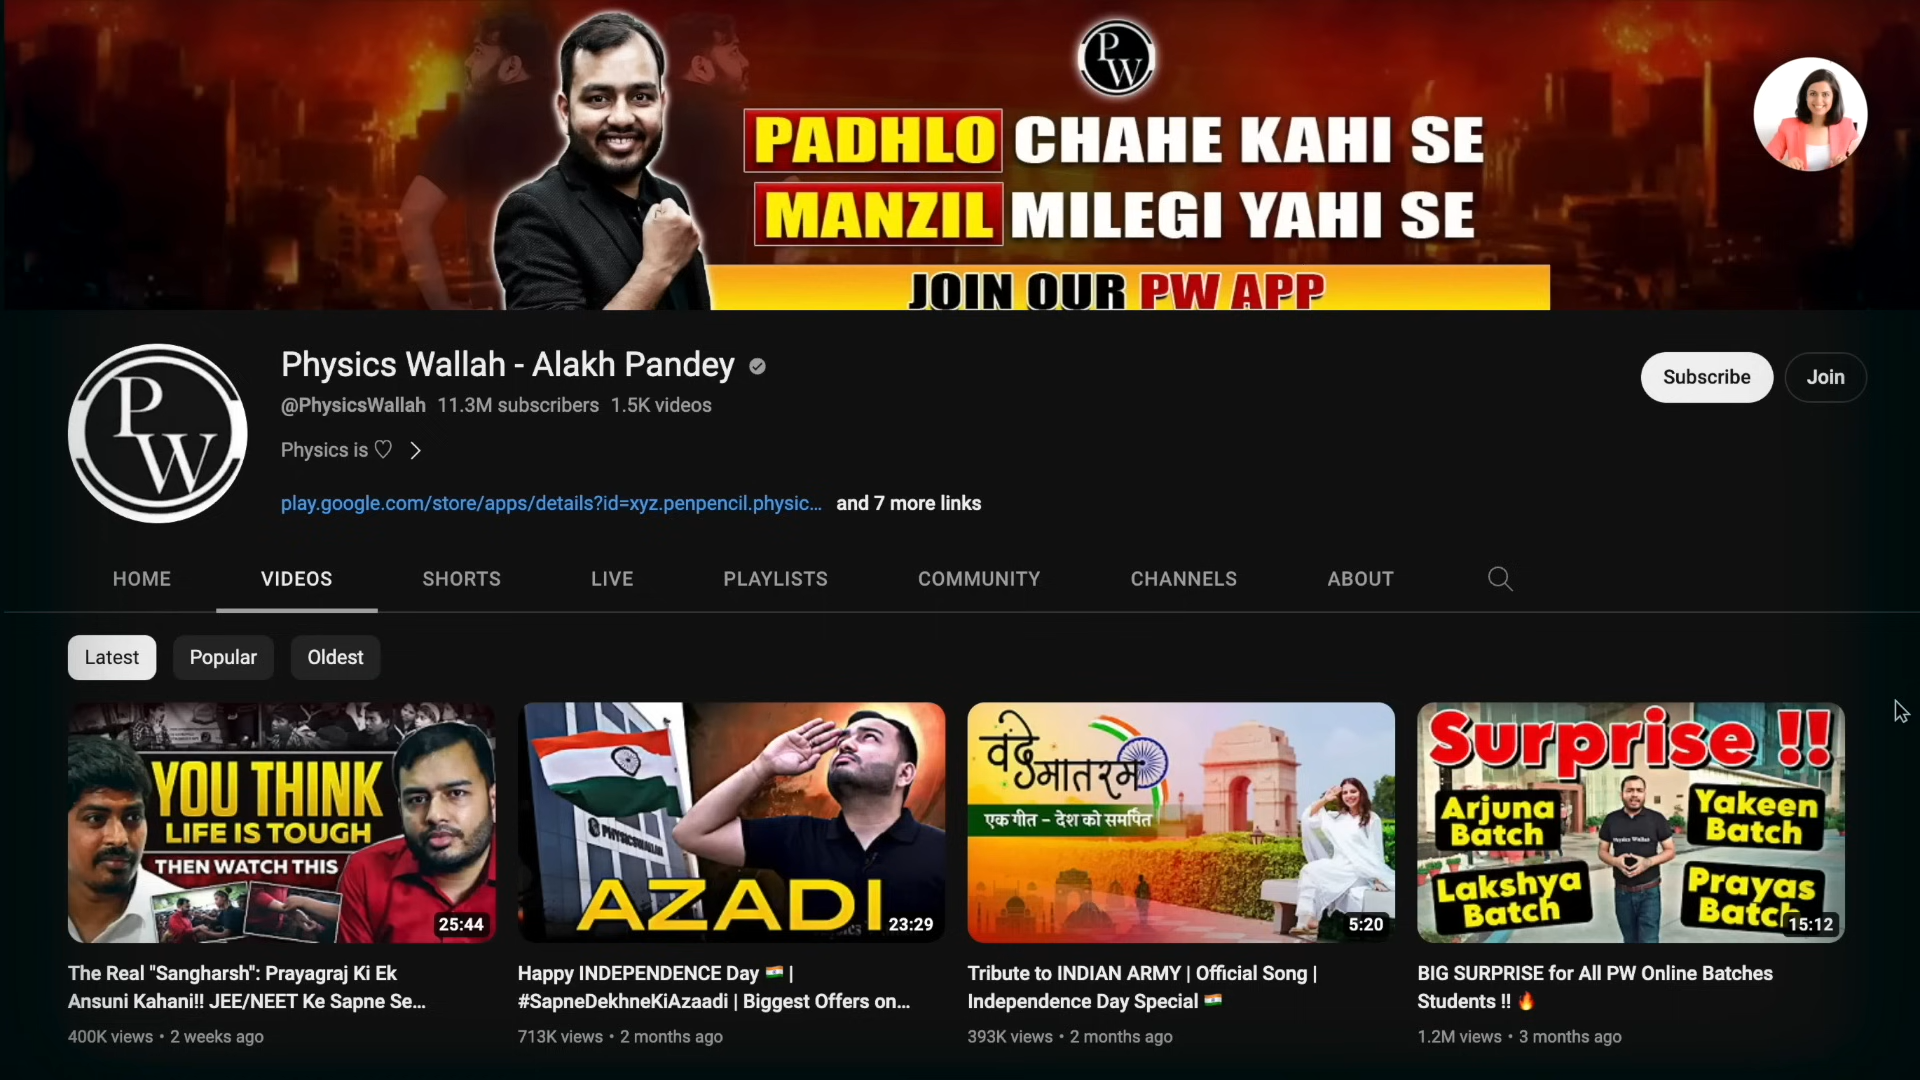 PW
PADHLO CHAHE KAHI SE
MANZIL MILEGI YAHI SE
JOIN OUR PW APP
PW
Physics Wallah - Alakh Pandey
@PhysicsWallah 11.3M subscribers 1.5K videos
Physics is ♡ >
play.google.com/store/apps/details?id=xyz.penpencil.physic... and 7 more links
Subscribe
Join
HOME VIDEOS SHORTS LIVE PLAYLISTS COMMUNITY CHANNELS ABOUT
Latest Popular Oldest
YOU THINK
LIFE IS TOUGH
THEN WATCH THIS
25:44
PHYSICSWALLAH
AZADI
23:29
वंदे
मातरम
एक गीत – देश को समर्पित
5:20
Surprise !!
Arjuna
Batch
Yakeen
Batch
Physics Wallah
Lakshya
Batch
Prayas
Batch
15:12
The Real "Sangharsh": Prayagraj Ki Ek
Ansuni Kahani!! JEE/NEET Ke Sapne Se...
400K views • 2 weeks ago
Happy INDEPENDENCE Day 🇮🇳 |
#SapneDekhneKiAzaadi | Biggest Offers on...
713K views • 2 months ago
Tribute to INDIAN ARMY | Official Song |
Independence Day Special 🇮🇳
393K views • 2 months ago
BIG SURPRISE for All PW Online Batches
Students !! 🔥
1.2M views • 3 months ago